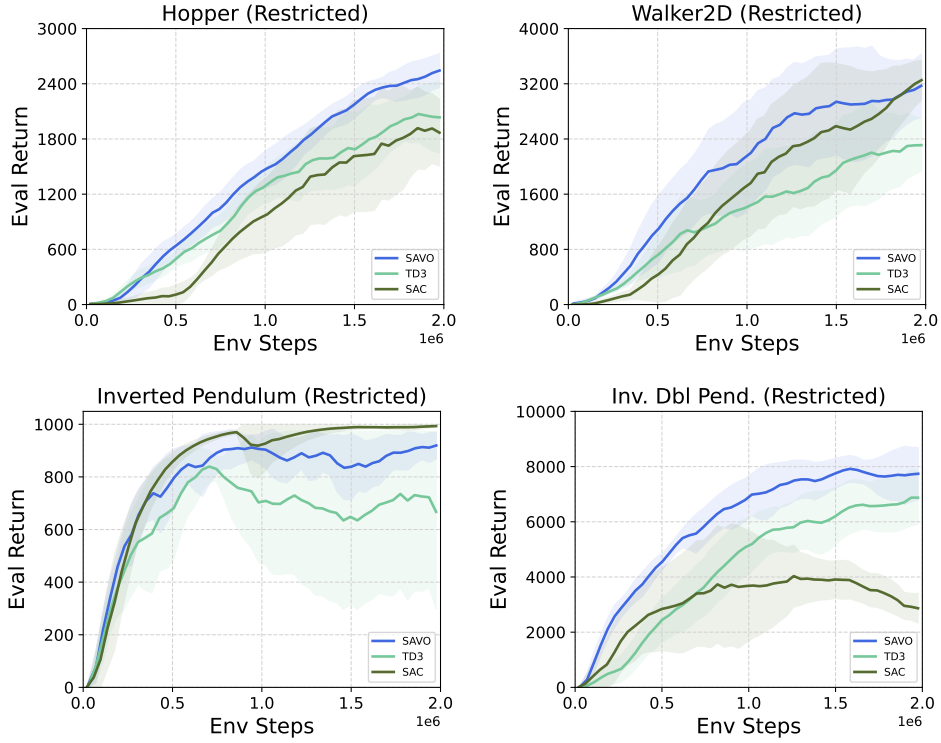 Hopper (Restricted)
3000
2400
1800
1200
600
0
Eval Return
SAVO
TD3
SAC
0.0 0.5 1.0 1.5 2.0
1e6
Env Steps
Walker2D (Restricted)
4000
3200
2400
1600
800
0
Eval Return
SAVO
TD3
SAC
0.0 0.5 1.0 1.5 2.0
1e6
Env Steps
Inverted Pendulum (Restricted)
1000
800
600
400
200
0
Eval Return
SAVO
TD3
SAC
0.0 0.5 1.0 1.5 2.0
1e6
Env Steps
Inv. Dbl Pend. (Restricted)
10000
8000
6000
4000
2000
0
Eval Return
SAVO
TD3
SAC
0.0 0.5 1.0 1.5 2.0
1e6
Env Steps